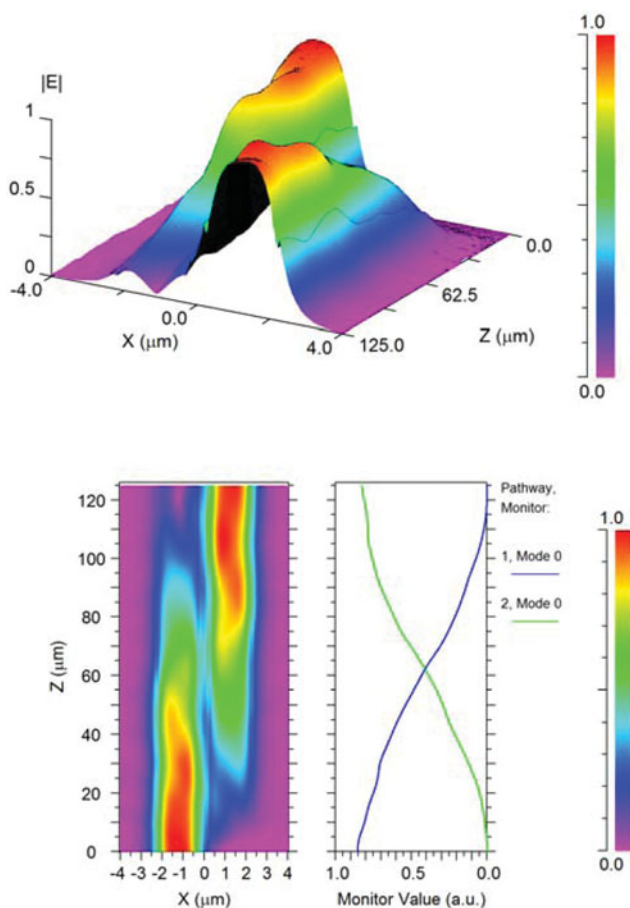 1.0
|E|
1
0.5
0
-4.0
0.0
X (μm)
4.0
125.0
62.5
0.0
Z (μm)
0.0
120
100
80
60
40
20
0
Z (μm)
-4 -3 -2 -1 0 1 2 3 4
X (μm)
1.0 0.5 0.0
Monitor Value (a.u.)
Pathway,
Monitor:
1, Mode 0
2, Mode 0
1.0
0.0